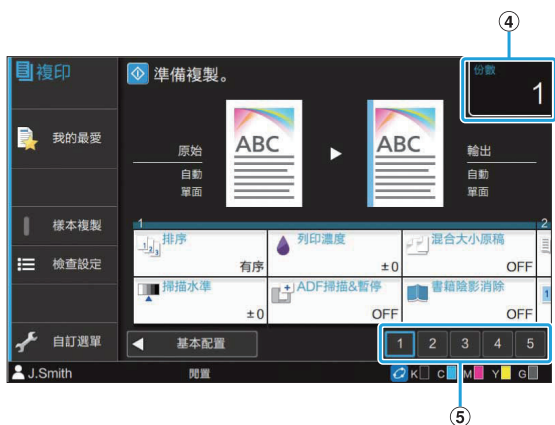 ④
複印
準備複製。
份數
1
我的最愛
原始
自動
單面
ABC
ABC
輸出
自動
單面
樣本複製
檢查設定
自訂選單
1
2
排序
有序
列印濃度
±0
混合大小原稿
OFF
掃描水準
±0
ADF掃描&暫停
OFF
書籍陰影消除
OFF
1
基本配置
1 2 3 4 5
J.Smith
閒置
K C M Y G
⑤